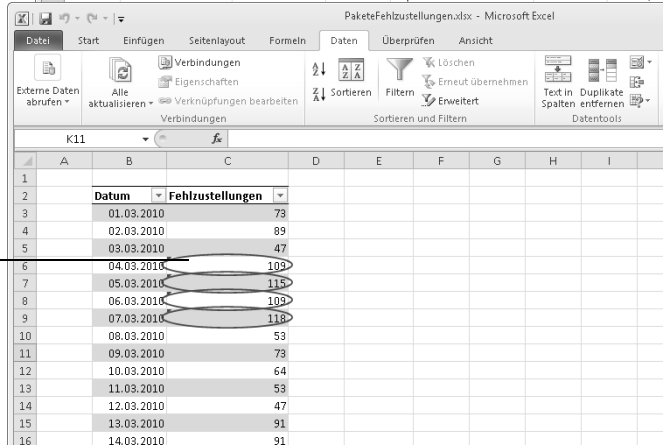 PaketeFehlzustellungen.xlsx - Microsoft Excel
Datei Start Einfügen Seitenlayout Formeln Daten Überprüfen Ansicht
Externe Daten abrufen
Alle aktualisieren
Verbindungen
Eigenschaften
Verknüpfungen bearbeiten
Verbindungen
Sortieren
Filtern
Löschen
Erneut übernehmen
Erweitert
Sortieren und Filtern
Text in Spalten
Duplikate entfernen
Datentools
K11 fx
A B C D E F G H I
1
2 Datum Fehlzustellungen
3 01.03.2010 73
4 02.03.2010 89
5 03.03.2010 47
6 04.03.2010 109
7 05.03.2010 115
8 06.03.2010 109
9 07.03.2010 118
10 08.03.2010 53
11 09.03.2010 73
12 10.03.2010 64
13 11.03.2010 53
14 12.03.2010 47
15 13.03.2010 91
16 14.03.2010 91